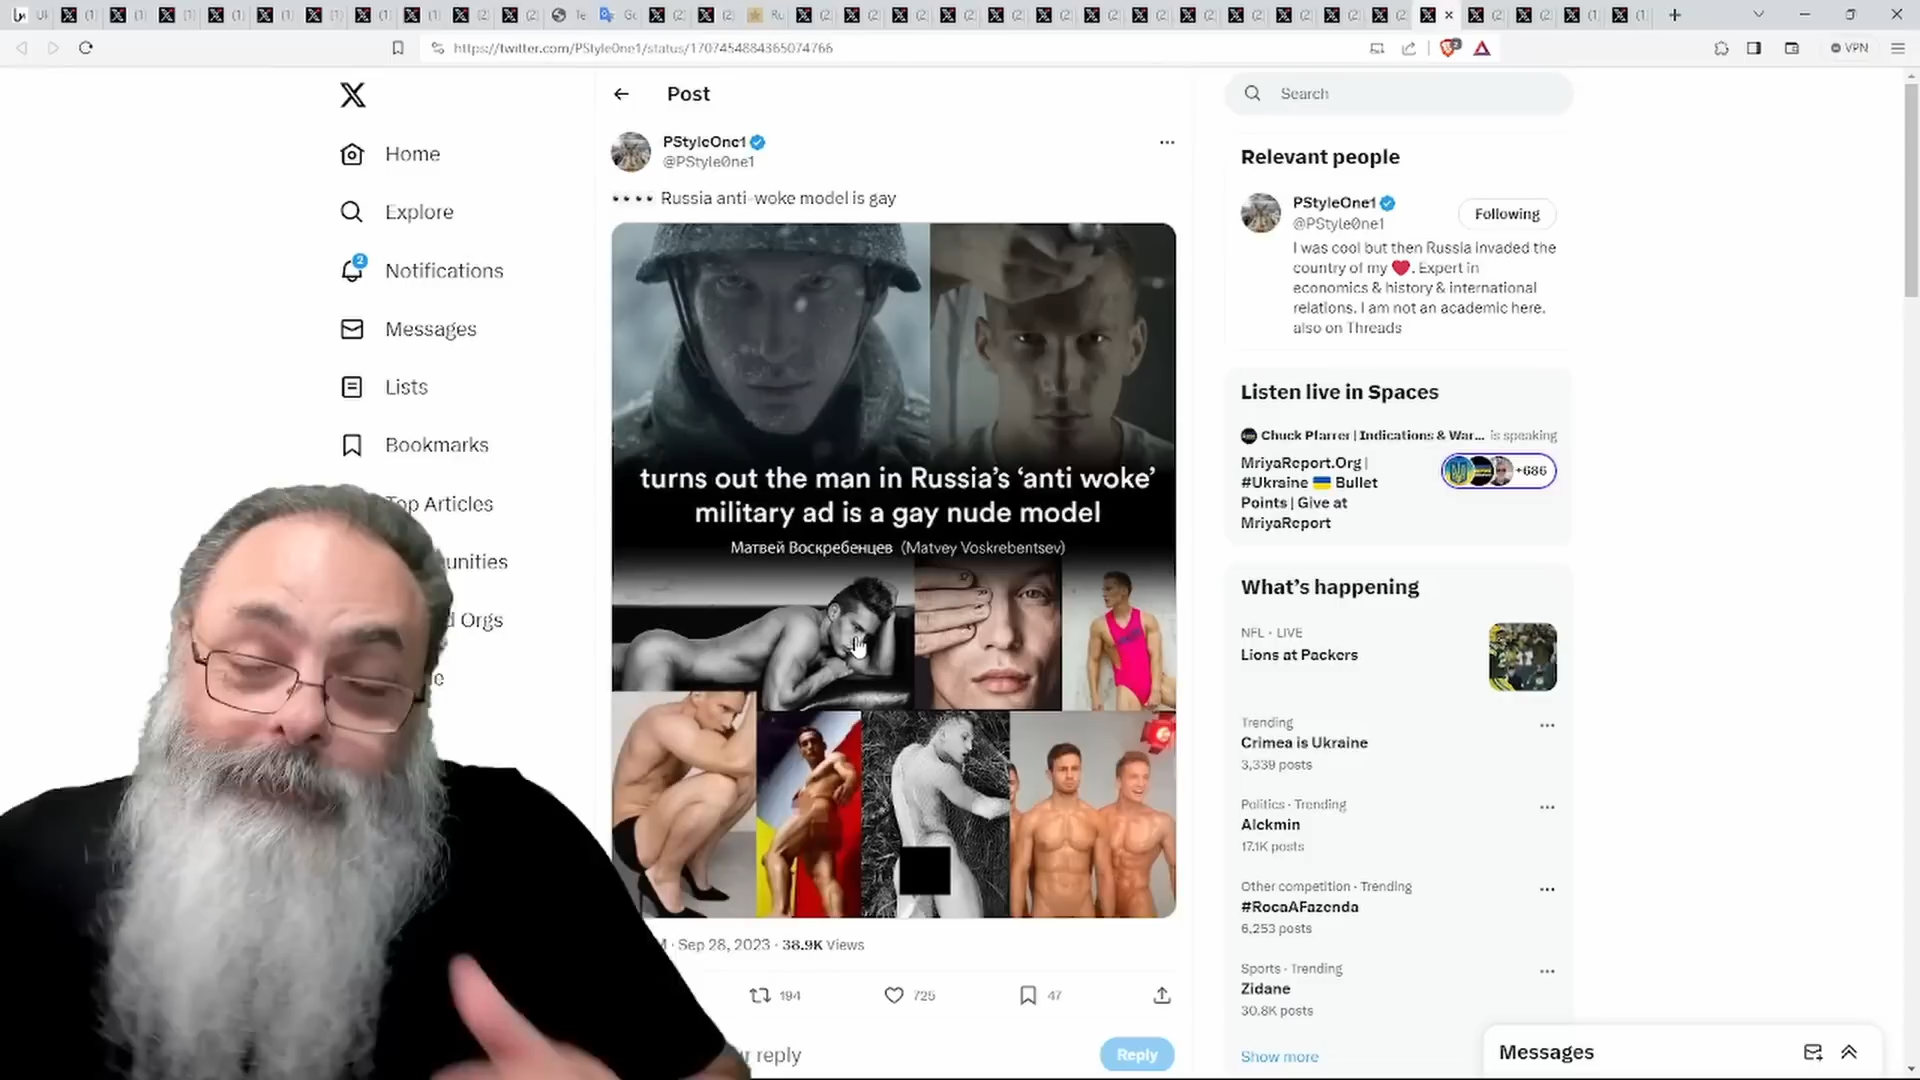 https://twitter.com/PStyle0ne1/status/1707454884365074766
VPN
X
Home
Explore
2
Notifications
Messages
Lists
Bookmarks
Top Articles
unities
d Orgs
e
Post
PStyleOne1
@PStyle0ne1
Russia anti-woke model is gay
turns out the man in Russia's 'anti woke'
military ad is a gay nude model
Матвей Воскребенцев (Matvey Voskrebentsev)
M · Sep 28, 2023 · 38.9K Views
194
725
47
r reply
Reply
Search
Relevant people
PStyleOne1
@PStyle0ne1
Following
I was cool but then Russia invaded the
country of my ❤️. Expert in
economics & history & international
relations. I am not an academic here.
also on Threads
Listen live in Spaces
Chuck Pfarrer | Indications & War... is speaking
MriyaReport.Org |
#Ukraine 🇺🇦 Bullet
Points | Give at
MriyaReport
+686
What's happening
NFL · LIVE
Lions at Packers
Trending
Crimea is Ukraine
3,339 posts
Politics · Trending
Alckmin
17.1K posts
Other competition · Trending
#RocaAFazenda
6,253 posts
Sports · Trending
Zidane
30.8K posts
Show more
Messages